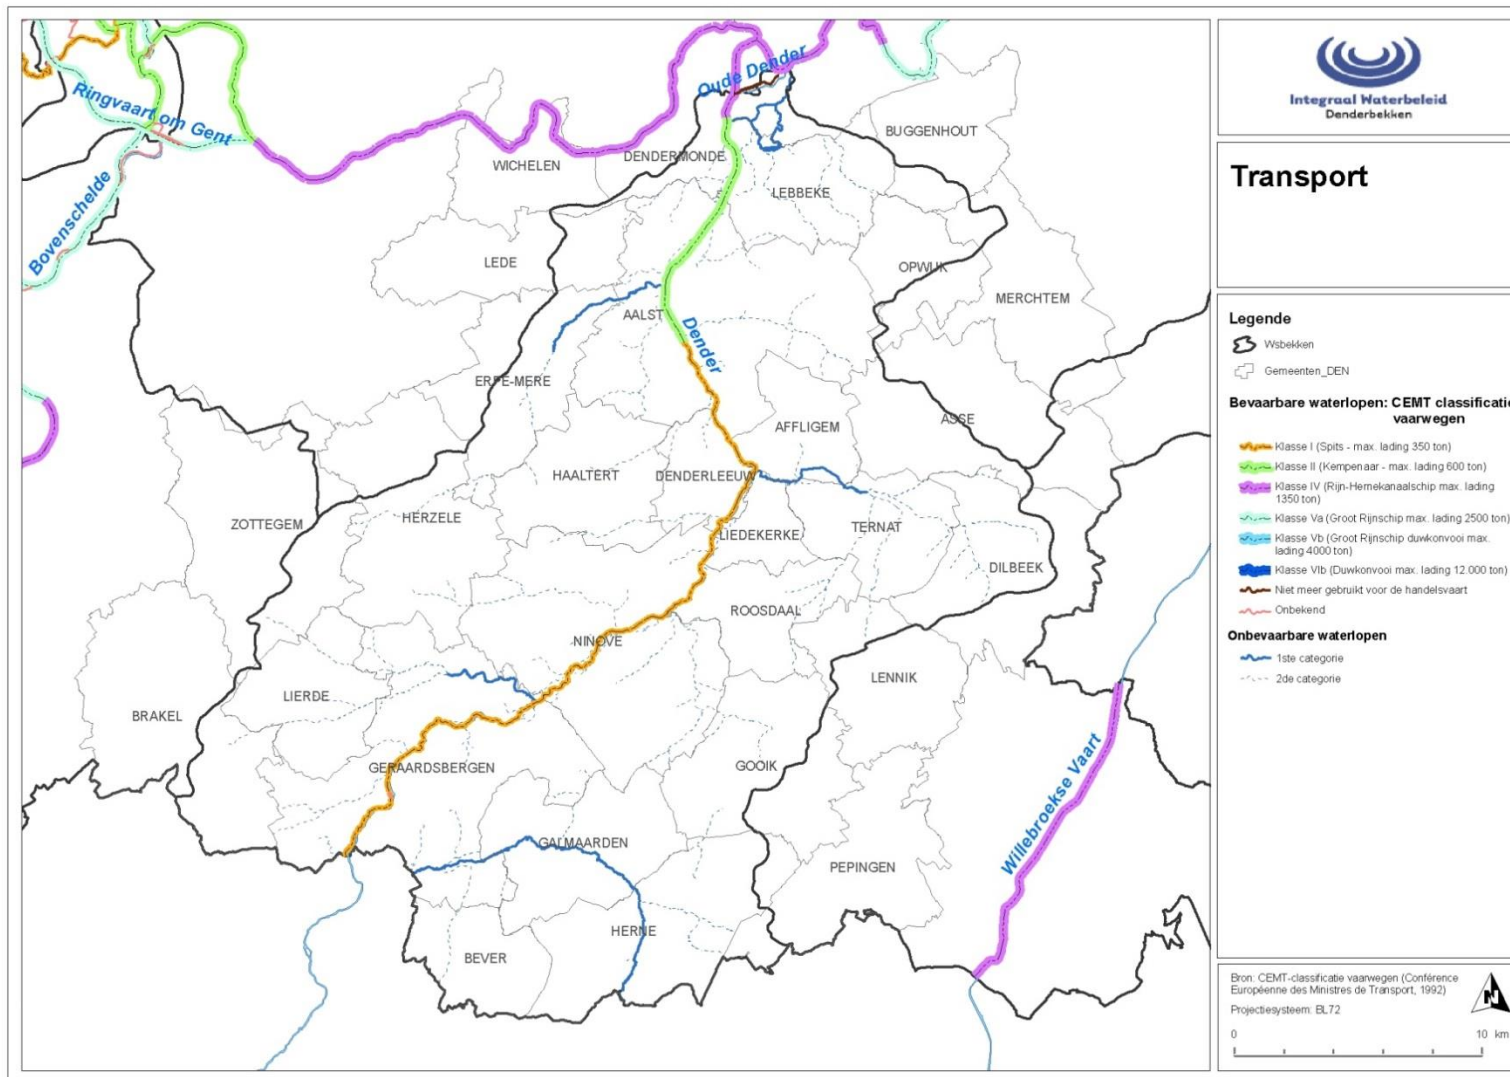 Oude Dender
Ringvaart om Gent
BUGGENHOUT
WICHELEN
DENDERMONDE
LEBBEKE
Bovenschelde
LEDE
OPWIJK
MERCHTEM
AALST
Dender
ERPE-MERE
AFFLIGEM
ASSE
HAALTERT
DENDERLEEUW
ZOTTEGEM
HERZELE
LIEDEKERKE
TERNAT
DILBEEK
ROOSDAAL
NINOVE
LENNIK
LIERDE
BRAKEL
GERAARDSBERGEN
GOOIK
Willebroekse Vaart
GALMAARDEN
PEPINGEN
HERNE
BEVER
Integraal Waterbeleid
Denderbekken
Transport
Legende
Wsbekken
Gemeenten_DEN
Bevaarbare waterlopen: CEMT classificatie
vaarwegen
Klasse I (Spits - max. lading 350 ton)
Klasse II (Kempenaar - max. lading 600 ton)
Klasse IV (Rijn-Hernekanaalschip max. lading
1350 ton)
Klasse Va (Groot Rijnschip max. lading 2500 ton)
Klasse Vb (Groot Rijnschip duwkonvooi max.
lading 4000 ton)
Klasse VIb (Duwkonvooi max. lading 12.000 ton)
Niet meer gebruikt voor de handelsvaart
Onbekend
Onbevaarbare waterlopen
1ste categorie
2de categorie
Bron: CEMT-classificatie vaarwegen (Conférence
Européenne des Ministres de Transport, 1992)
Projectiesysteem: BL72
N
0 10 km